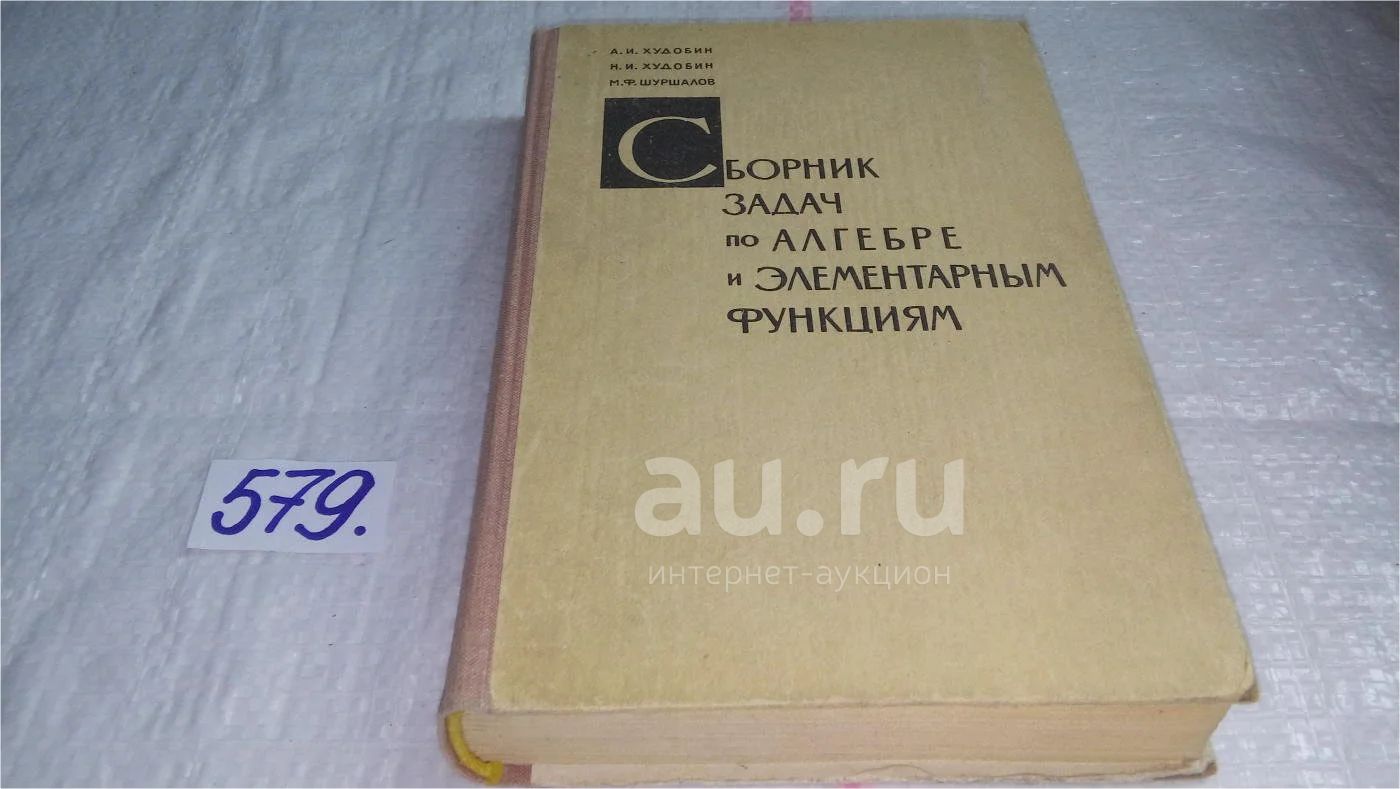 А. И. ХУДОБИН
Н. И. ХУДОБИН
М. Ф. ШУРШАЛОВ
СБОРНИК
ЗАДАЧ
по АЛГЕБРЕ
и ЭЛЕМЕНТАРНЫМ
ФУНКЦИЯМ
579.
au.ru
интернет-аукцион